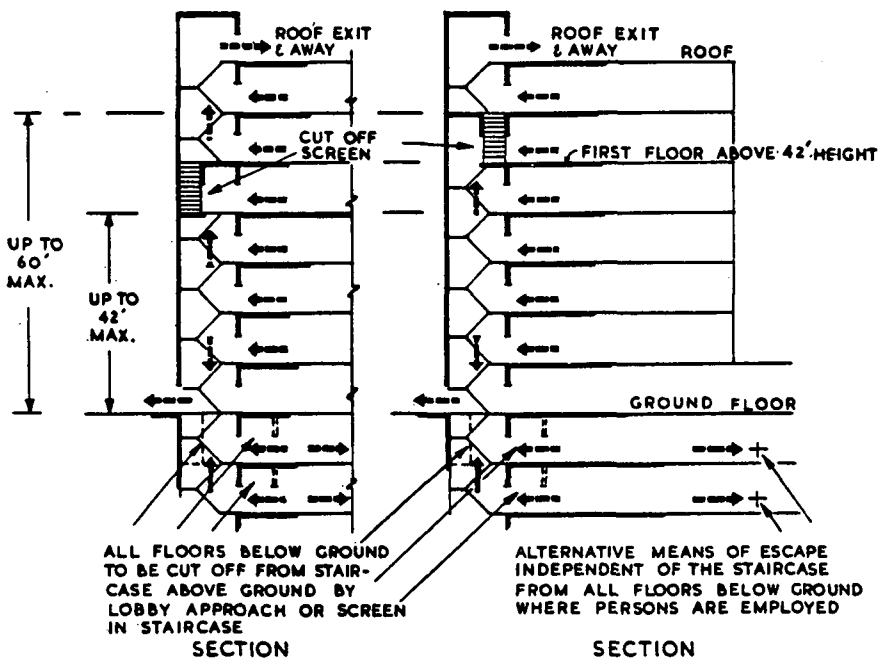 ROOF EXIT
& AWAY
ROOF EXIT
& AWAY
ROOF
CUT OFF
SCREEN
FIRST FLOOR ABOVE 42' HEIGHT
UP TO
60'
MAX.
UP TO
42'
MAX.
GROUND FLOOR
ALL FLOORS BELOW GROUND
TO BE CUT OFF FROM STAIR-
CASE ABOVE GROUND BY
LOBBY APPROACH OR SCREEN
IN STAIRCASE
SECTION
ALTERNATIVE MEANS OF ESCAPE
INDEPENDENT OF THE STAIRCASE
FROM ALL FLOORS BELOW GROUND
WHERE PERSONS ARE EMPLOYED
SECTION